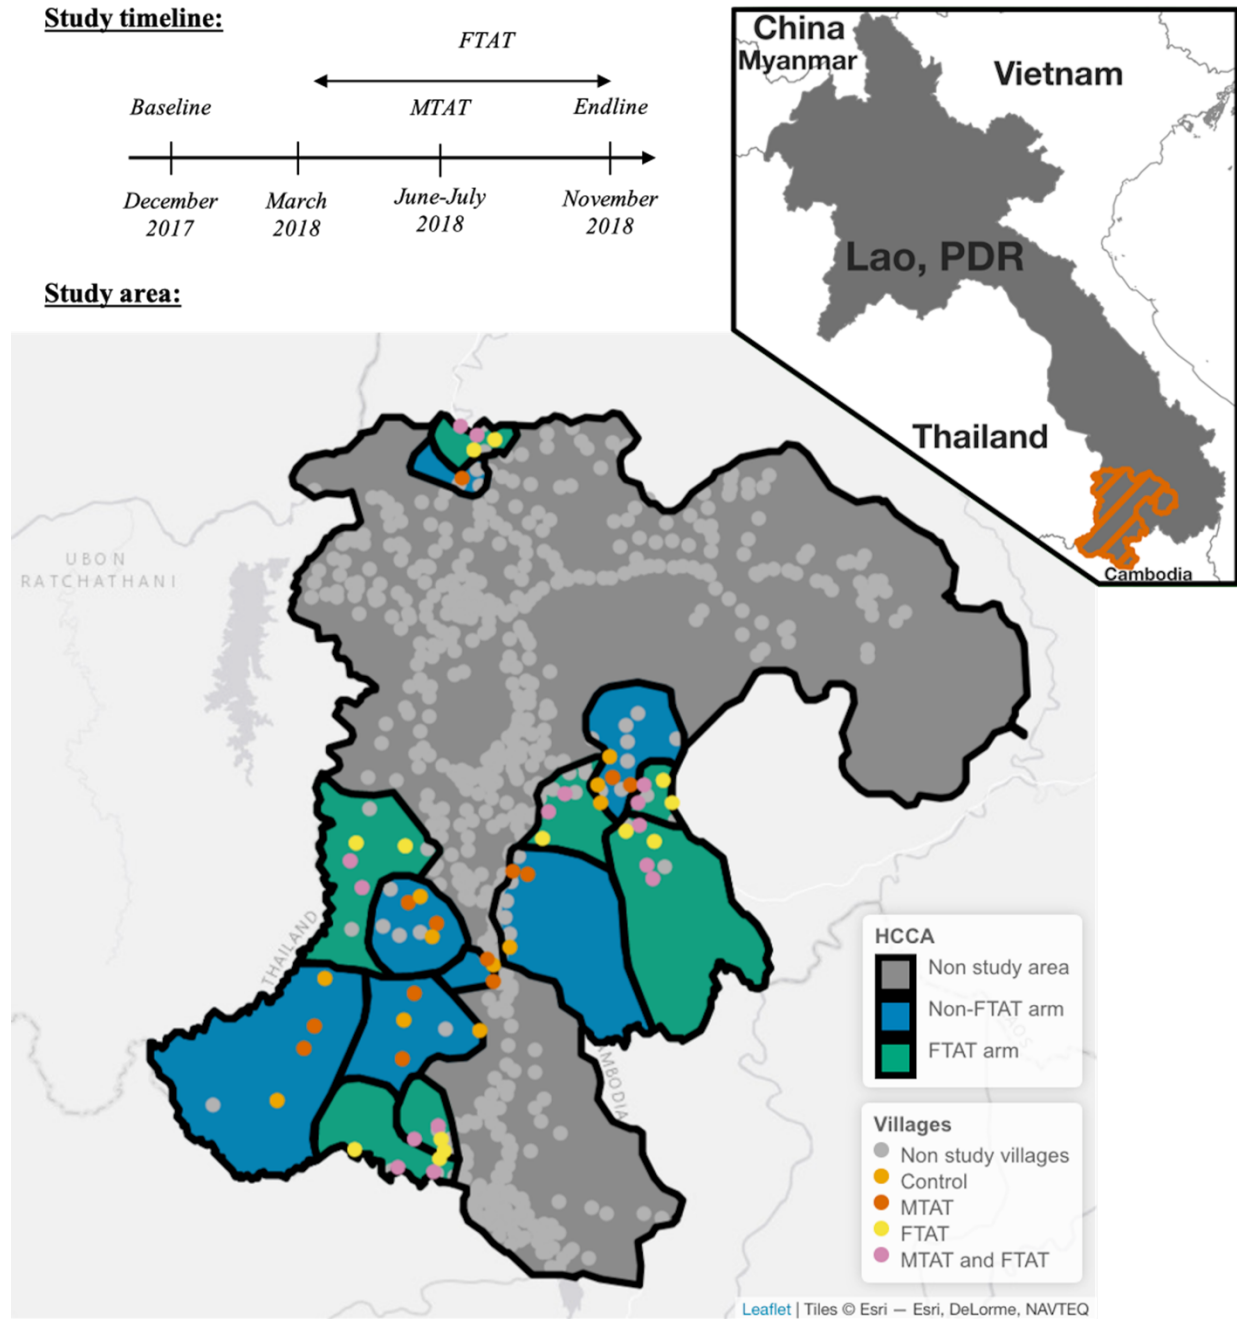 Study timeline:
FTAT
Baseline
MTAT
Endline
December
2017
March
2018
June-July
2018
November
2018
Study area:
China
Myanmar
Vietnam
Lao, PDR
Thailand
Cambodia
UBON
RATCHATHANI
THAILAND
MBODIA
HCCA
Non study area
Non-FTAT arm
FTAT arm
Villages
Non study villages
Control
MTAT
FTAT
MTAT and FTAT
Leaflet | Tiles © Esri — Esri, DeLorme, NAVTEQ